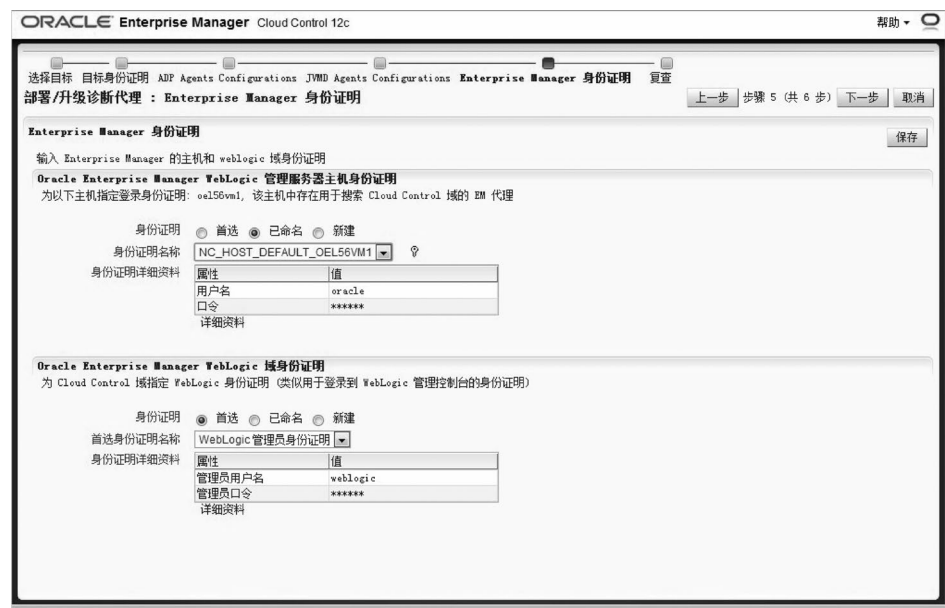 ORACLE Enterprise Manager Cloud Control 12c 帮助
选择目标 目标身份证明 ADP Agents Configurations JVMD Agents Configurations Enterprise Manager 身份证明 复查
部署/升级诊断代理 : Enterprise Manager 身份证明 上一步 步骤 5 (共 6 步) 下一步 取消
Enterprise Manager 身份证明 保存
输入 Enterprise Manager 的主机和 weblogic 域身份证明
Oracle Enterprise Manager WebLogic 管理服务器主机身份证明
为以下主机指定登录身份证明: oel56vm1, 该主机中存在用于搜索 Cloud Control 域的 EM 代理
身份证明 首选 已命名 新建
身份证明名称 NC_HOST_DEFAULT_OEL56VM1
身份证明详细资料 属性 值
用户名 oracle
口令 ******
详细资料
Oracle Enterprise Manager WebLogic 域身份证明
为 Cloud Control 域指定 WebLogic 身份证明 (类似用于登录到 WebLogic 管理控制台的身份证明)
身份证明 首选 已命名 新建
首选身份证明名称 WebLogic 管理员身份证明
身份证明详细资料 属性 值
管理员用户名 weblogic
管理员口令 ******
详细资料